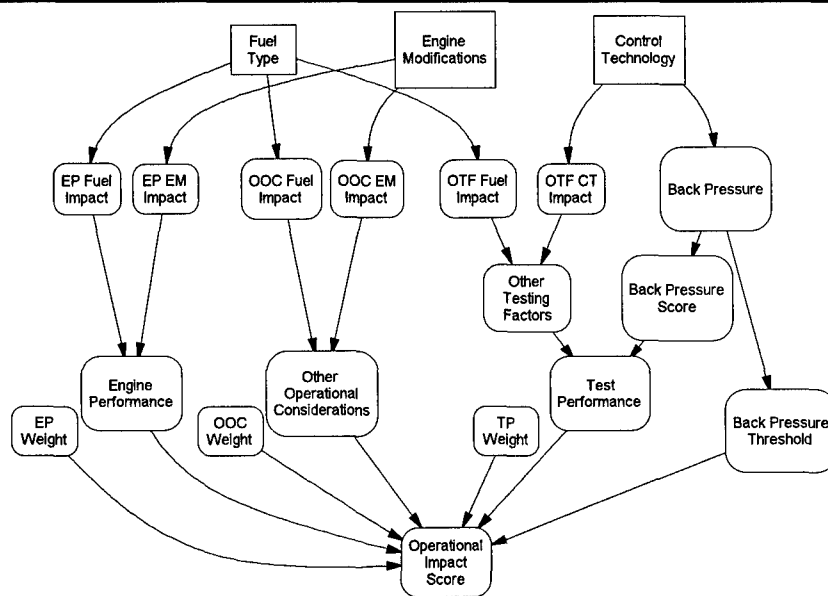 Fuel
Type
Engine
Modifications
Control
Technology
EP Fuel
Impact
EP EM
Impact
OOC Fuel
Impact
OOC EM
Impact
OTF Fuel
Impact
OTF CT
Impact
Back Pressure
Other
Testing
Factors
Back Pressure
Score
Engine
Performance
Other
Operational
Considerations
Test
Performance
EP
Weight
OOC
Weight
TP
Weight
Back Pressure
Threshold
Operational
Impact
Score